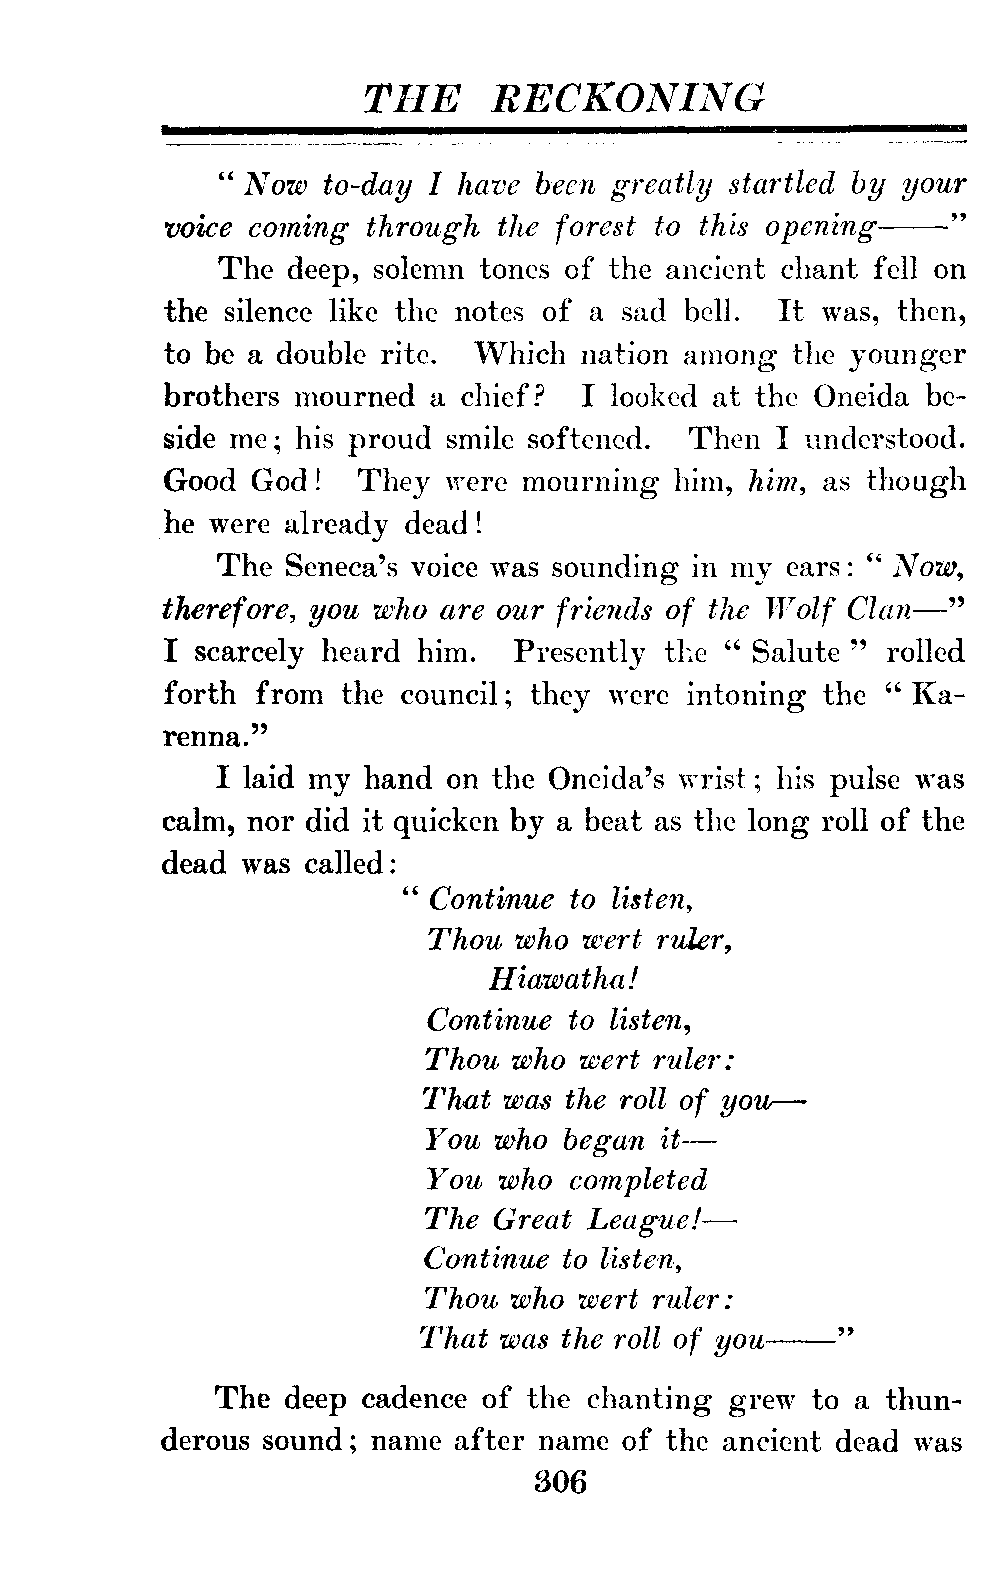 THE RECKONING
“ Now to-day I have been greatly startled by your
voice coming through the forest to this opening——”
The deep, solemn tones of the ancient chant fell on
the silence like the notes of a sad bell. It was, then,
to be a double rite. Which nation among the younger
brothers mourned a chief? I looked at the Oneida be-
side me; his proud smile softened. Then I understood.
Good God! They were mourning him, him, as though
he were already dead!
The Seneca’s voice was sounding in my ears: “ Now,
therefore, you who are our friends of the Wolf Clan—”
I scarcely heard him. Presently the “ Salute ” rolled
forth from the council; they were intoning the “ Ka-
renna.”
I laid my hand on the Oneida’s wrist; his pulse was
calm, nor did it quicken by a beat as the long roll of the
dead was called:
“ Continue to listen,
Thou who wert ruler,
Hiawatha!
Continue to listen,
Thou who wert ruler:
That was the roll of you—
You who began it—
You who completed
The Great League!—
Continue to listen,
Thou who wert ruler:
That was the roll of you——”
The deep cadence of the chanting grew to a thun-
derous sound; name after name of the ancient dead was
306